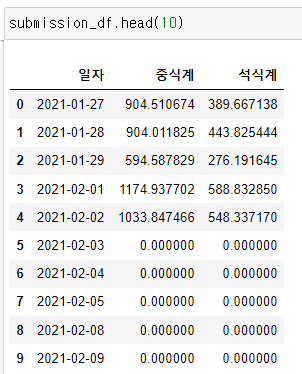 submission_df.head(10)
일자 중식계 석식계
0 2021-01-27 904.510674 389.667138
1 2021-01-28 904.011825 443.825444
2 2021-01-29 594.587829 276.191645
3 2021-02-01 1174.937702 588.832850
4 2021-02-02 1033.847466 548.337170
5 2021-02-03 0.000000 0.000000
6 2021-02-04 0.000000 0.000000
7 2021-02-05 0.000000 0.000000
8 2021-02-08 0.000000 0.000000
9 2021-02-09 0.000000 0.000000